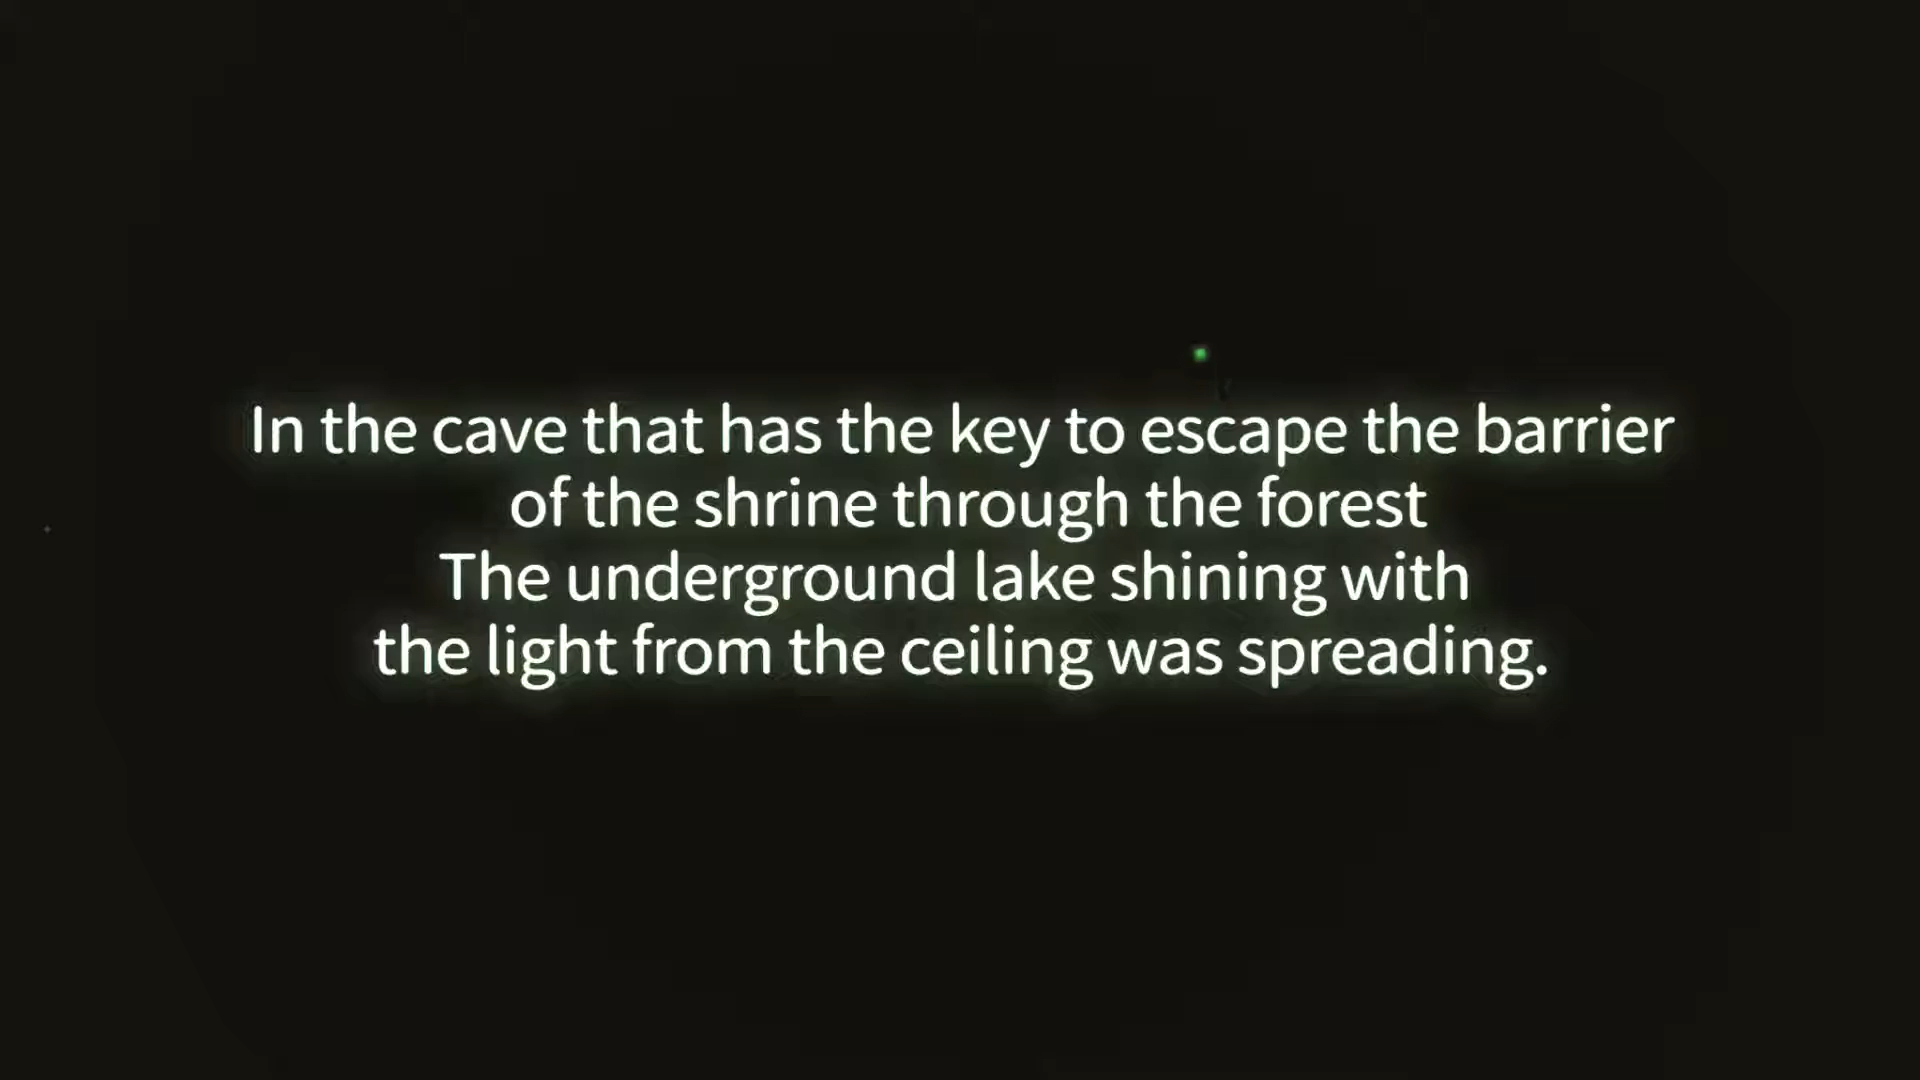 In the cave that has the key to escape the barrier
of the shrine through the forest
The underground lake shining with
the light from the ceiling was spreading.